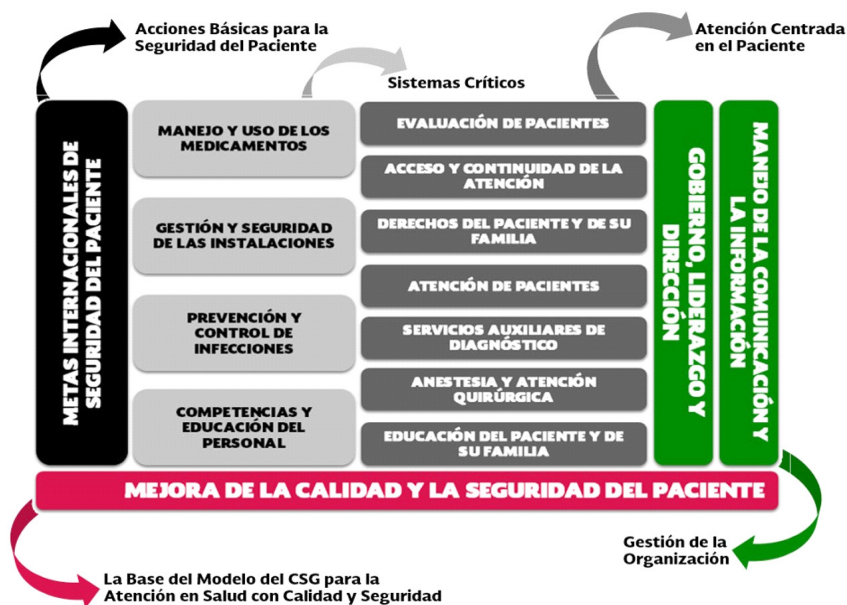 Acciones Básicas para la
Seguridad del Paciente
Sistemas Críticos
Atención Centrada
en el Paciente
METAS INTERNACIONALES DE
SEGURIDAD DEL PACIENTE
MANEJO Y USO DE LOS
MEDICAMENTOS
GESTIÓN Y SEGURIDAD
DE LAS INSTALACIONES
PREVENCIÓN Y
CONTROL DE
INFECCIONES
COMPETENCIAS Y
EDUCACIÓN DEL
PERSONAL
EVALUACIÓN DE PACIENTES
ACCESO Y CONTINUIDAD DE LA
ATENCIÓN
DERECHOS DEL PACIENTE Y DE SU
FAMILIA
ATENCIÓN DE PACIENTES
SERVICIOS AUXILIARES DE
DIAGNÓSTICO
ANESTESIA Y ATENCIÓN
QUIRÚRGICA
EDUCACIÓN DEL PACIENTE Y DE
SU FAMILIA
GOBIERNO, LIDERAZGO Y
DIRECCIÓN
MANEJO DE LA COMUNICACIÓN Y
LA INFORMACIÓN
MEJORA DE LA CALIDAD Y LA SEGURIDAD DEL PACIENTE
Gestión de la
Organización
La Base del Modelo del CSG para la
Atención en Salud con Calidad y Seguridad